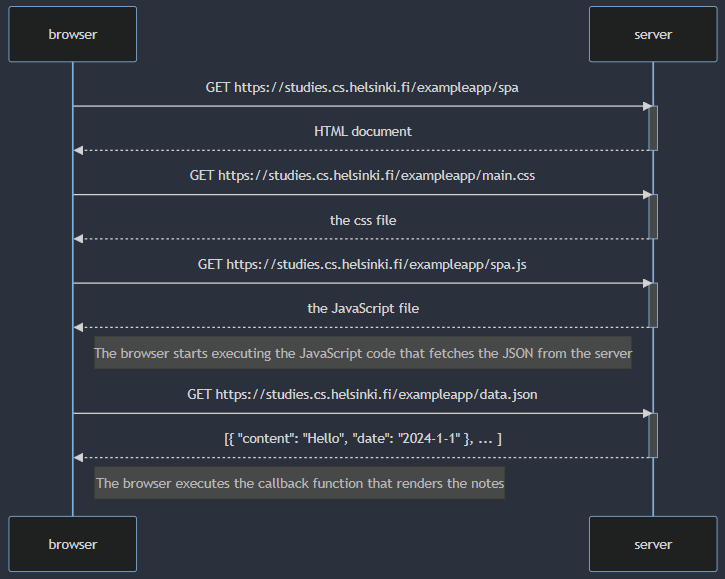 browser server
GET https://studies.cs.helsinki.fi/exampleapp/spa
HTML document
GET https://studies.cs.helsinki.fi/exampleapp/main.css
the css file
GET https://studies.cs.helsinki.fi/exampleapp/spa.js
the JavaScript file
The browser starts executing the JavaScript code that fetches the JSON from the server
GET https://studies.cs.helsinki.fi/exampleapp/data.json
[{ "content": "Hello", "date": "2024-1-1" }, ... ]
The browser executes the callback function that renders the notes
browser server